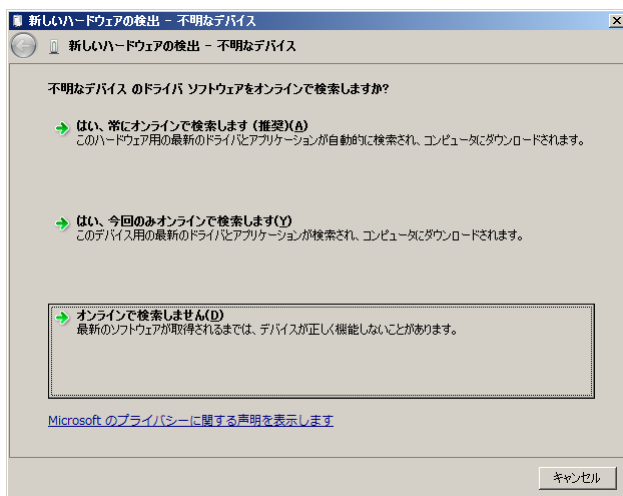 新しいハードウェアの検出 - 不明なデバイス
新しいハードウェアの検出 - 不明なデバイス
不明なデバイス のドライバ ソフトウェアをオンラインで検索しますか?
はい、常にオンラインで検索します (推奨)(A)
このハードウェア用の最新のドライバとアプリケーションが自動的に検索され、コンピュータにダウンロードされます。
はい、今回のみオンラインで検索します(Y)
このデバイス用の最新のドライバとアプリケーションが検索され、コンピュータにダウンロードされます。
オンラインで検索しません(D)
最新のソフトウェアが取得されるまでは、デバイスが正しく機能しないことがあります。
Microsoft のプライバシーに関する声明を表示します
キャンセル